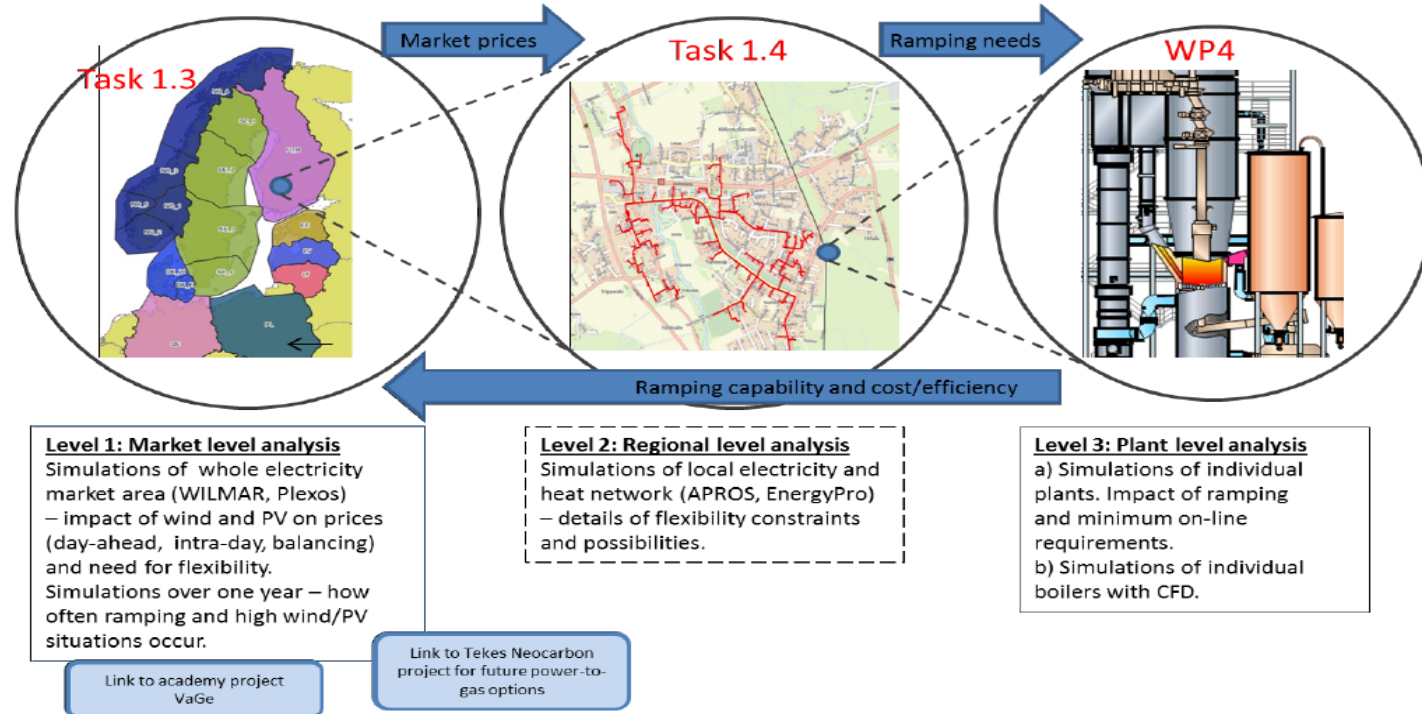 Market prices
Ramping needs
Task 1.3
Task 1.4
WP4
Ramping capability and cost/efficiency
Level 1: Market level analysis
Simulations of  whole electricity
market area (WILMAR, Plexos)
– impact of wind and PV on prices
(day-ahead,  intra-day, balancing)
and need for flexibility.
Simulations over one year – how
often ramping and high wind/PV
situations occur.
Level 2: Regional level analysis
Simulations of local electricity and
heat network (APROS, EnergyPro)
– details of flexibility constraints
and possibilities.
Level 3: Plant level analysis
a) Simulations of individual
plants. Impact of ramping
and minimum on-line
requirements.
b) Simulations of individual
boilers with CFD.
Link to academy project
VaGe
Link to Tekes Neocarbon
project for future power-to-
gas options